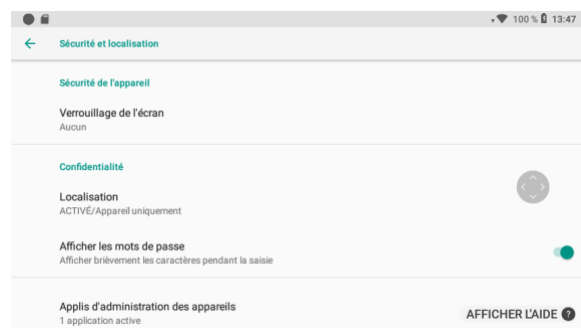 100 % 13:47
Sécurité et localisation
Sécurité de l'appareil
Verrouillage de l'écran
Aucun
Confidentialité
Localisation
ACTIVÉ/Appareil uniquement
Afficher les mots de passe
Afficher brièvement les caractères pendant la saisie
Applis d'administration des appareils
1 application active
AFFICHER L'AIDE ?